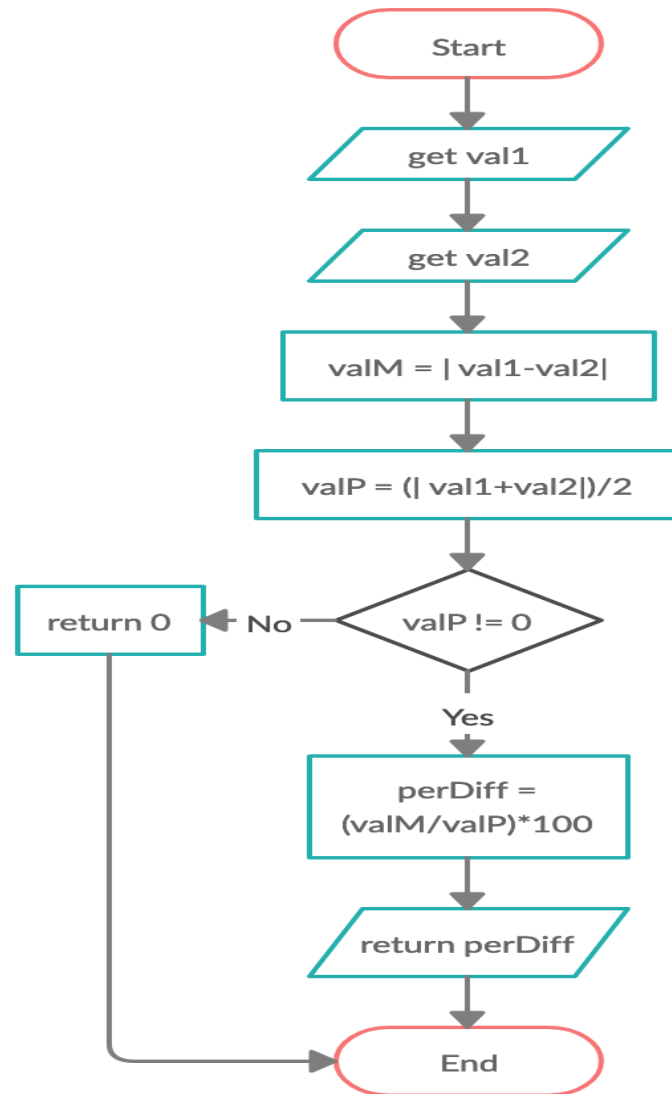 Start
get val1
get val2
valM = | val1-val2|
valP = (| val1+val2|)/2
valP != 0
No
return 0
Yes
perDiff =
(valM/valP)*100
return perDiff
End